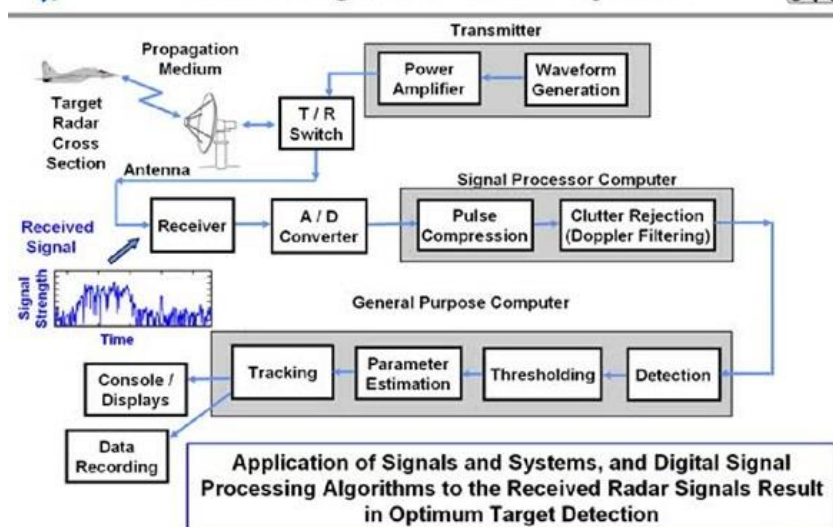 Transmitter
Propagation
Medium
Power
Amplifier
Waveform
Generation
Target
Radar
Cross
Section
T / R
Switch
Antenna
Signal Processor Computer
Received
Signal
Receiver
A / D
Converter
Pulse
Compression
Clutter Rejection
(Doppler Filtering)
Signal
Strength
Time
General Purpose Computer
Console /
Displays
Tracking
Parameter
Estimation
Thresholding
Detection
Data
Recording
Application of Signals and Systems, and Digital Signal
Processing Algorithms to the Received Radar Signals Result
in Optimum Target Detection